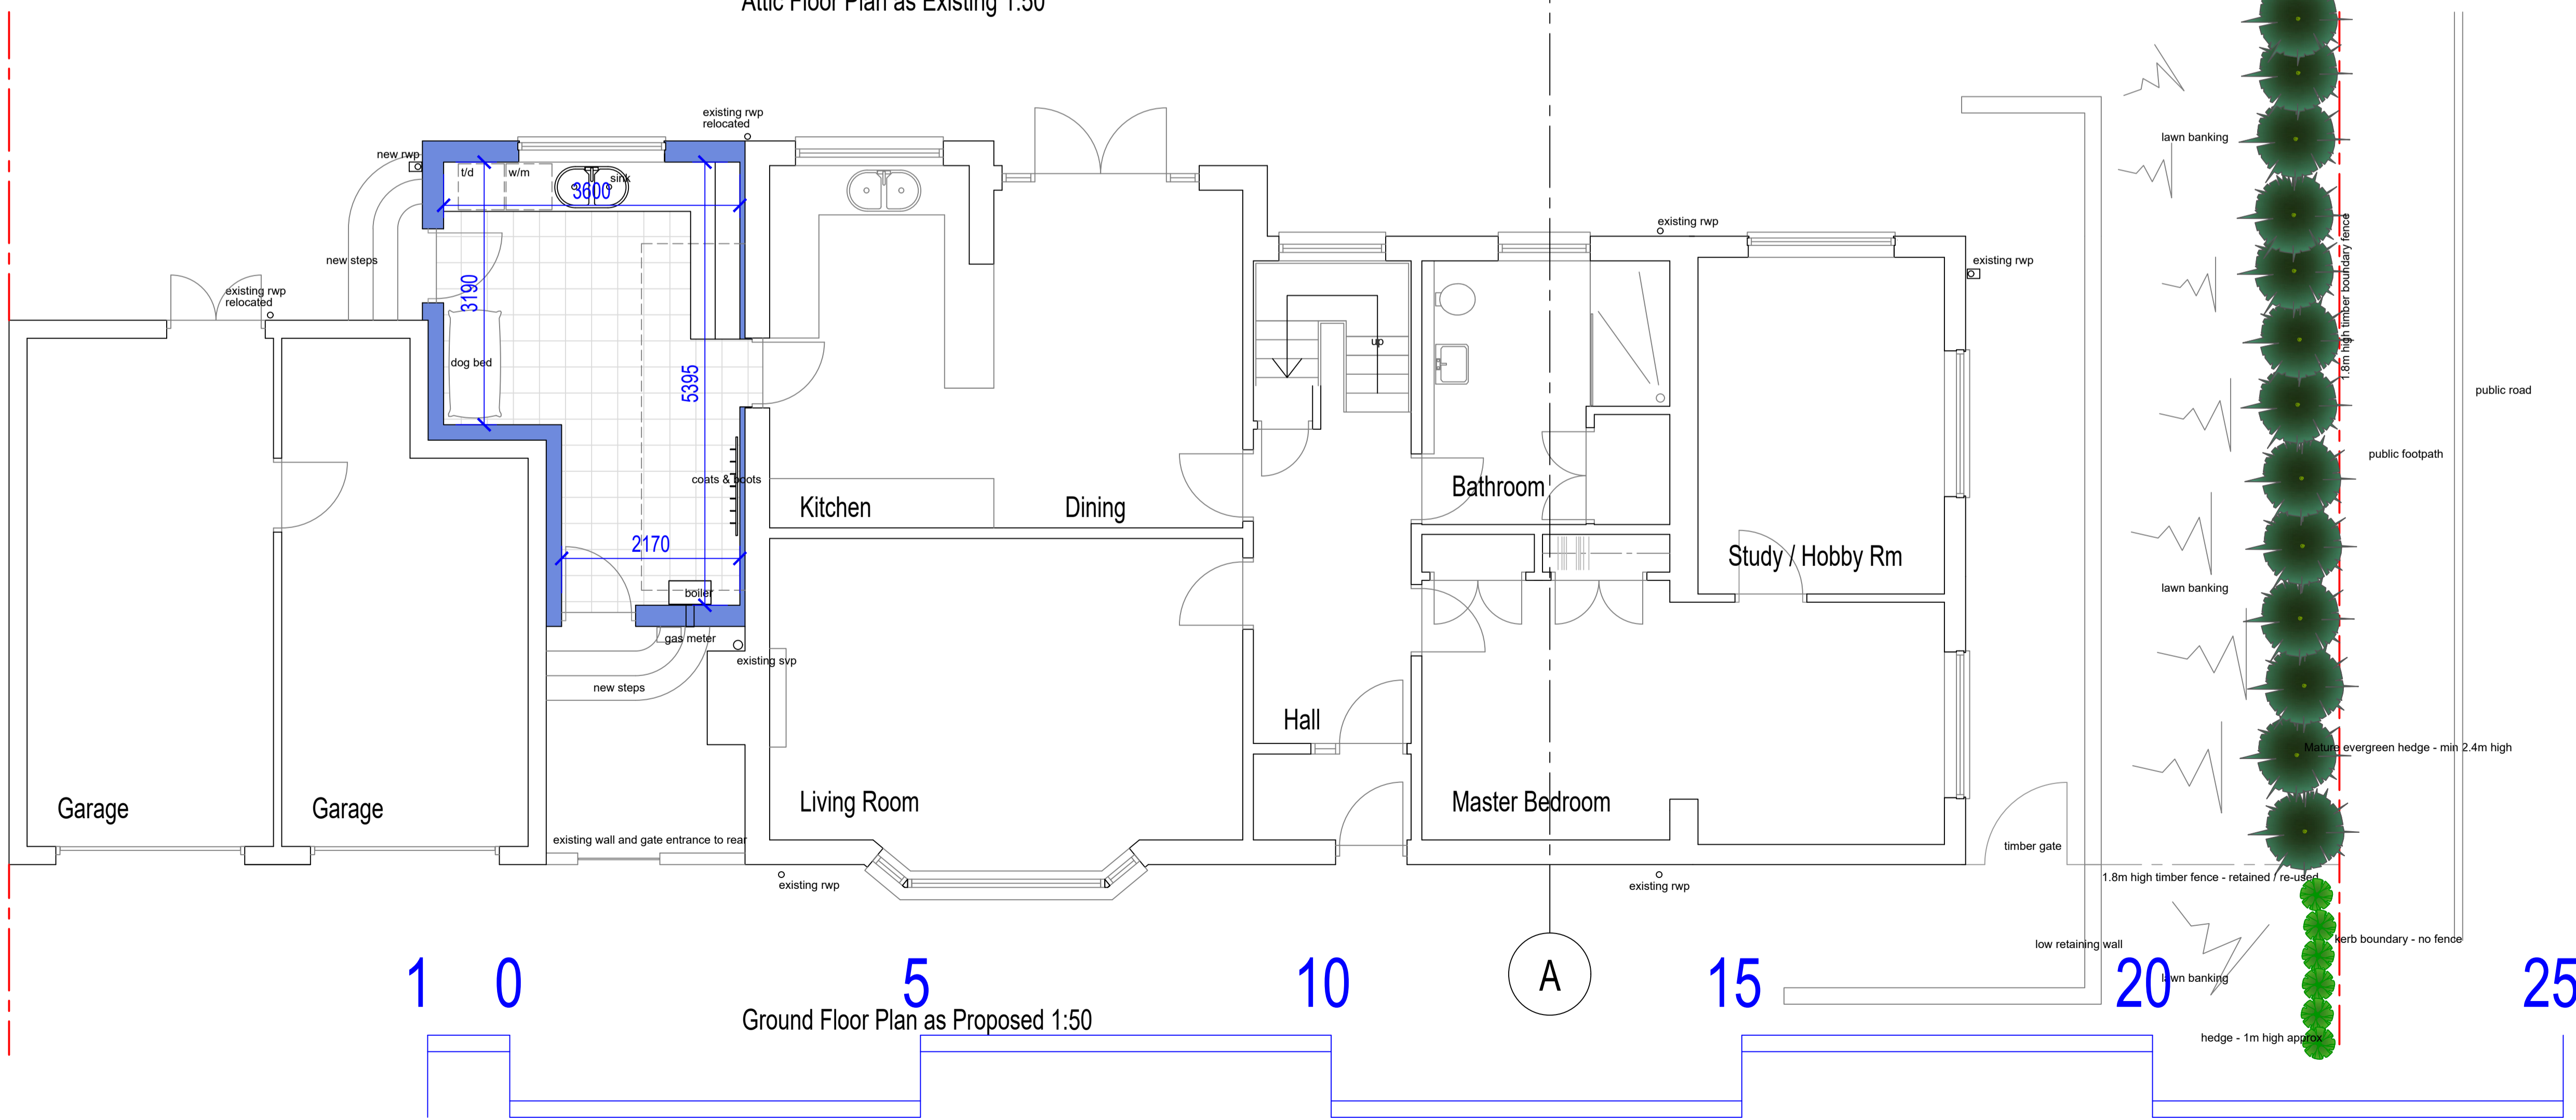 Attic Floor Plan as Existing 1:50
existing rwp
relocated
lawn banking
new rwp
t/d
w/m
sink
3600
existing rwp
new steps
existing rwp
existing rwp
relocated
3190
1.8m high timber boundary fence
up
dog bed
5395
public road
public footpath
coats & boots
Bathroom
Kitchen
Dining
2170
Study / Hobby Rm
boiler
lawn banking
gas meter
existing svp
new steps
Hall
Mature evergreen hedge - min 2.4m high
Garage
Garage
Living Room
Master Bedroom
existing wall and gate entrance to rear
timber gate
existing rwp
existing rwp
1.8m high timber fence - retained / re-used
kerb boundary - no fence
low retaining wall
lawn banking
1
0
5
10
A
15
20
25
Ground Floor Plan as Proposed 1:50
hedge - 1m high approx